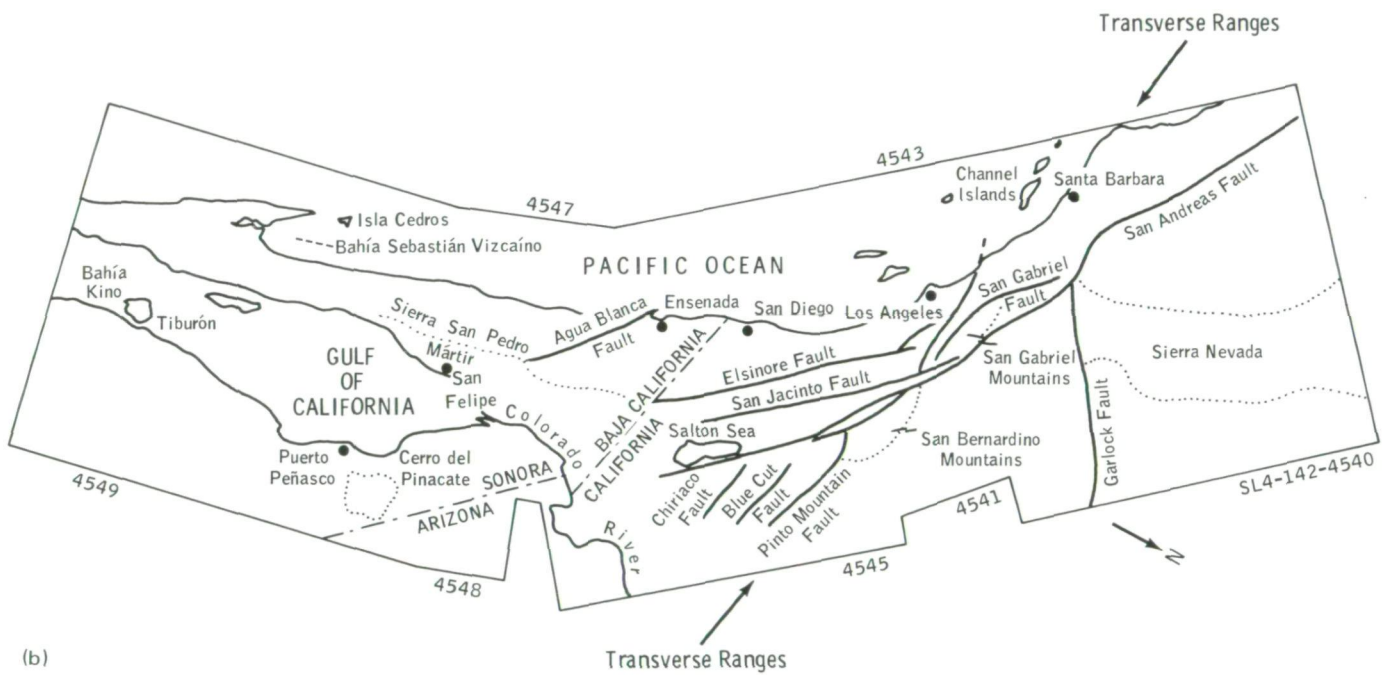 Transverse Ranges
4543
Channel
Islands
Santa Barbara
San Andreas Fault
4547
Isla Cedros
Bahía Sebastián Vizcaíno
PACIFIC OCEAN
Bahía
Kino
Tiburón
Sierra San Pedro
Mártir
Agua Blanca
Fault
Ensenada
San Diego
Los Angeles
San Gabriel
Fault
GULF
OF
CALIFORNIA
San
Felipe
Colorado
River
BAJA CALIFORNIA
CALIFORNIA
Elsinore Fault
San Jacinto Fault
San Gabriel
Mountains
Sierra Nevada
Salton Sea
San Bernardino
Mountains
Garlock Fault
Puerto
Peñasco
Cerro del
Pinacate
SONORA
ARIZONA
Chiriaco
Fault
Blue Cut
Fault
Pinto Mountain
Fault
4549
4548
4545
4541
SL4-142-4540
N
(b)
Transverse Ranges